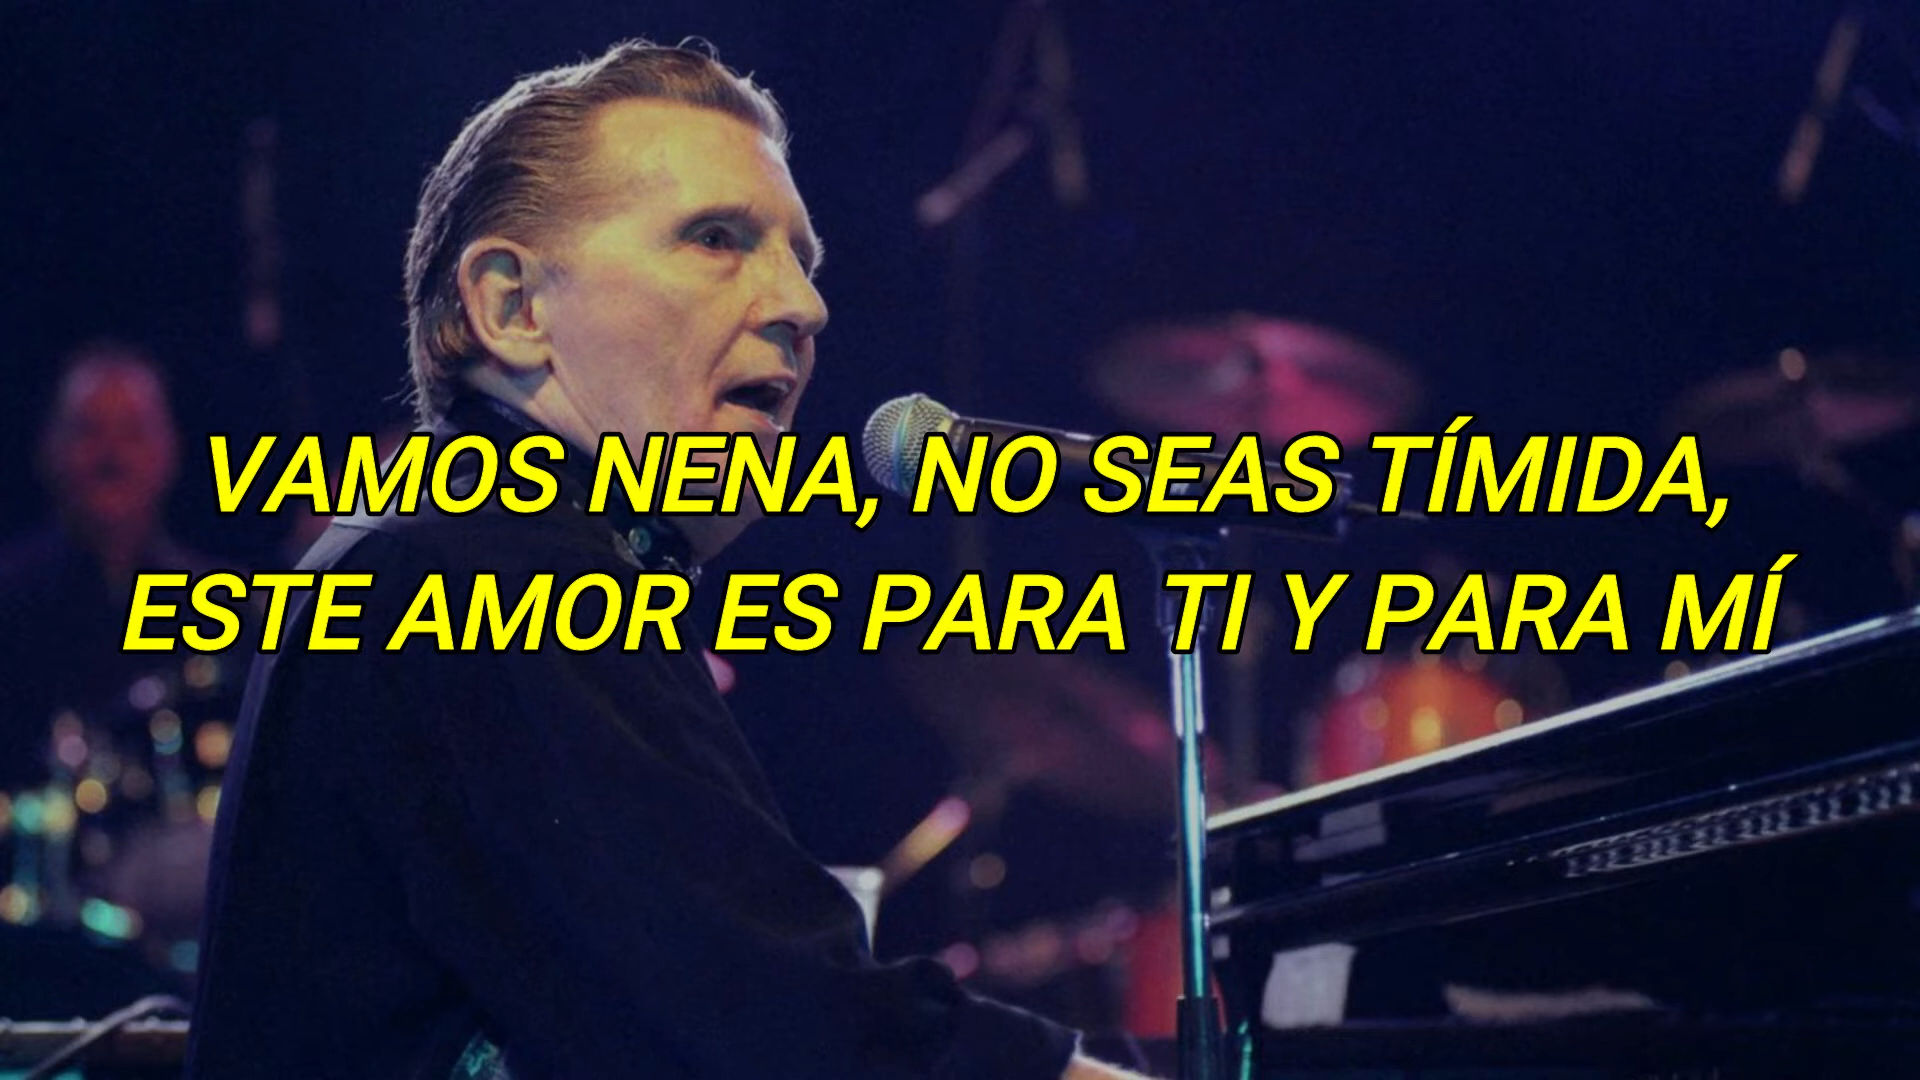 VAMOS NENA, NO SEAS TÍMIDA,
ESTE AMOR ES PARA TI Y PARA MÍ